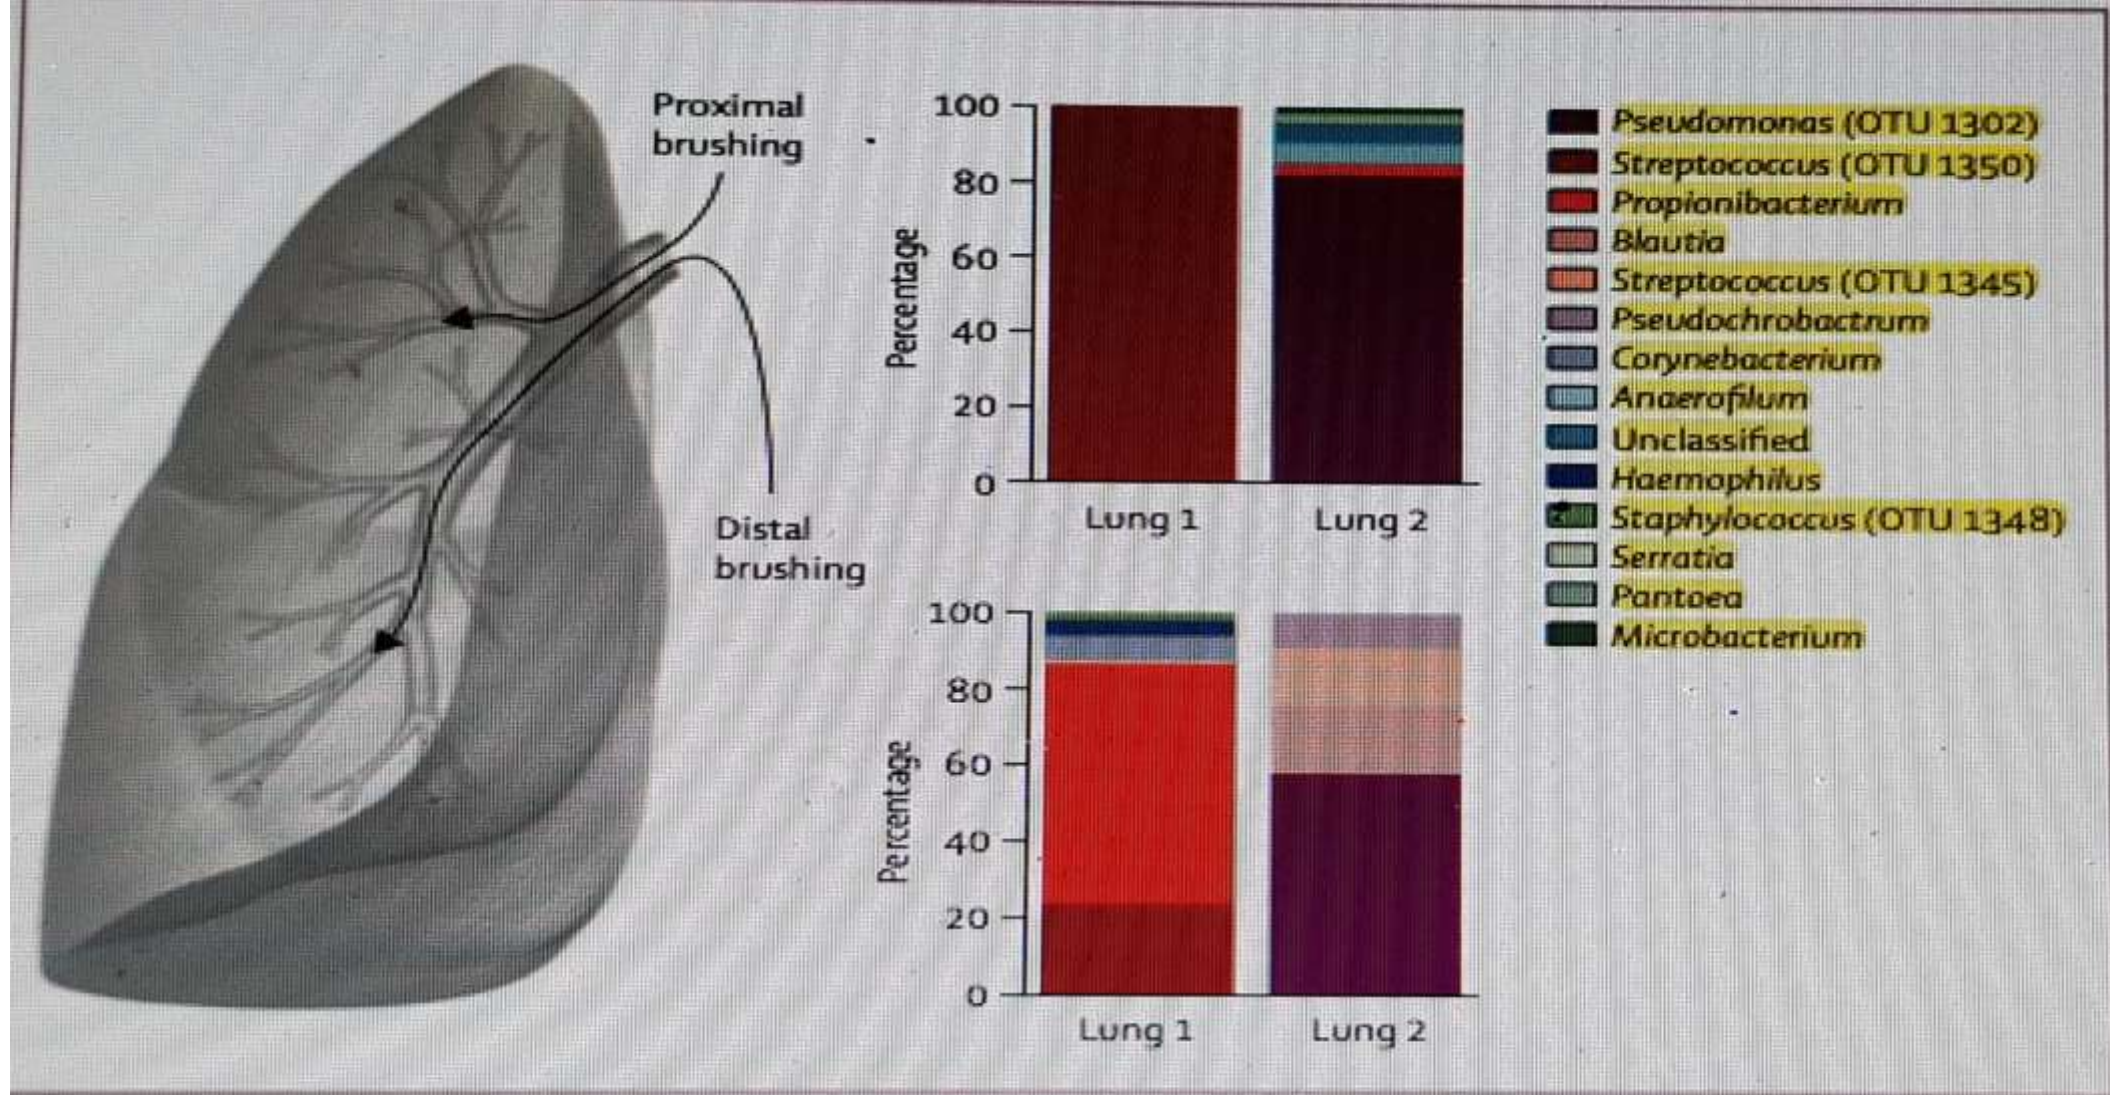 Proximal
brushing
Distal
brushing
Percentage
100
80
60
40
20
0
Lung 1
Lung 2
Percentage
100
80
60
40
20
0
Lung 1
Lung 2
Pseudomonas (OTU 1302)
Streptococcus (OTU 1350)
Propionibacterium
Blautia
Streptococcus (OTU 1345)
Pseudochrobactrum
Corynebacterium
Anaerofilum
Unclassified
Haemophilus
Staphylococcus (OTU 1348)
Serratia
Pantoea
Microbacterium